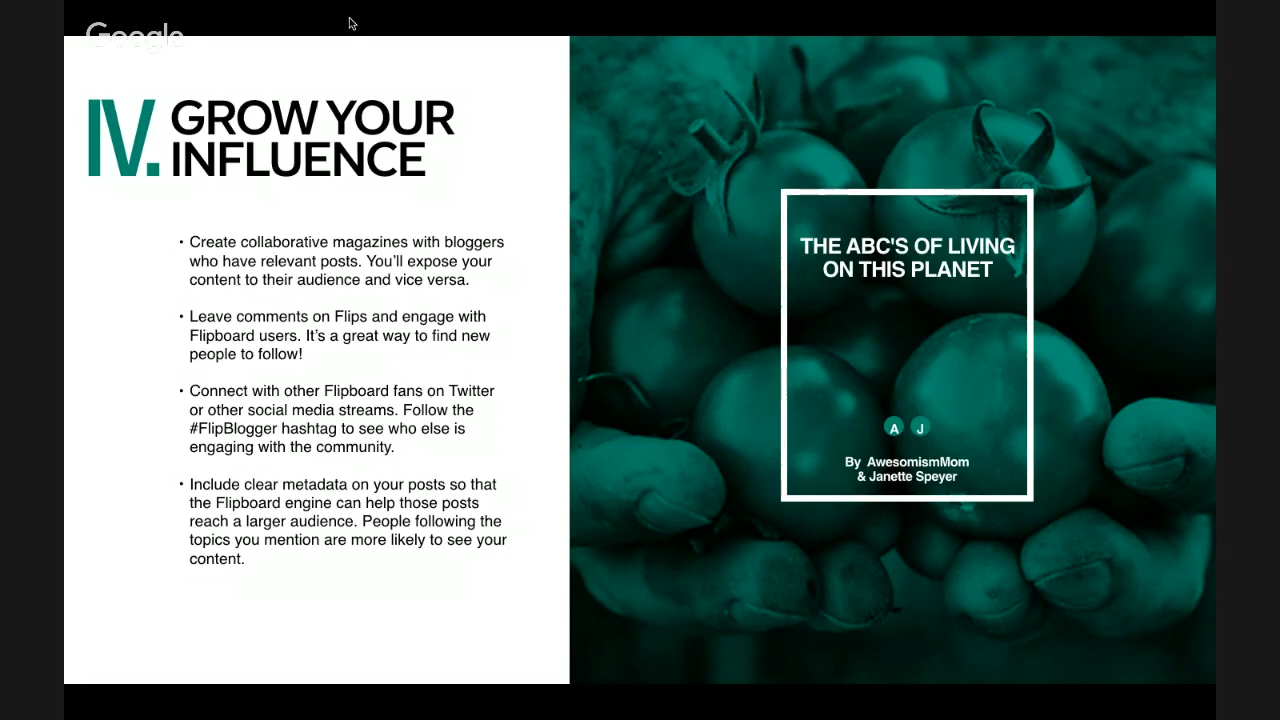 Google
IV. GROW YOUR
INFLUENCE
• Create collaborative magazines with bloggers
who have relevant posts. You’ll expose your
content to their audience and vice versa.
• Leave comments on Flips and engage with
Flipboard users. It’s a great way to find new
people to follow!
• Connect with other Flipboard fans on Twitter
or other social media streams. Follow the
#FlipBlogger hashtag to see who else is
engaging with the community.
• Include clear metadata on your posts so that
the Flipboard engine can help those posts
reach a larger audience. People following the
topics you mention are more likely to see your
content.
THE ABC'S OF LIVING
ON THIS PLANET
A J
By AwesomismMom
& Janette Speyer